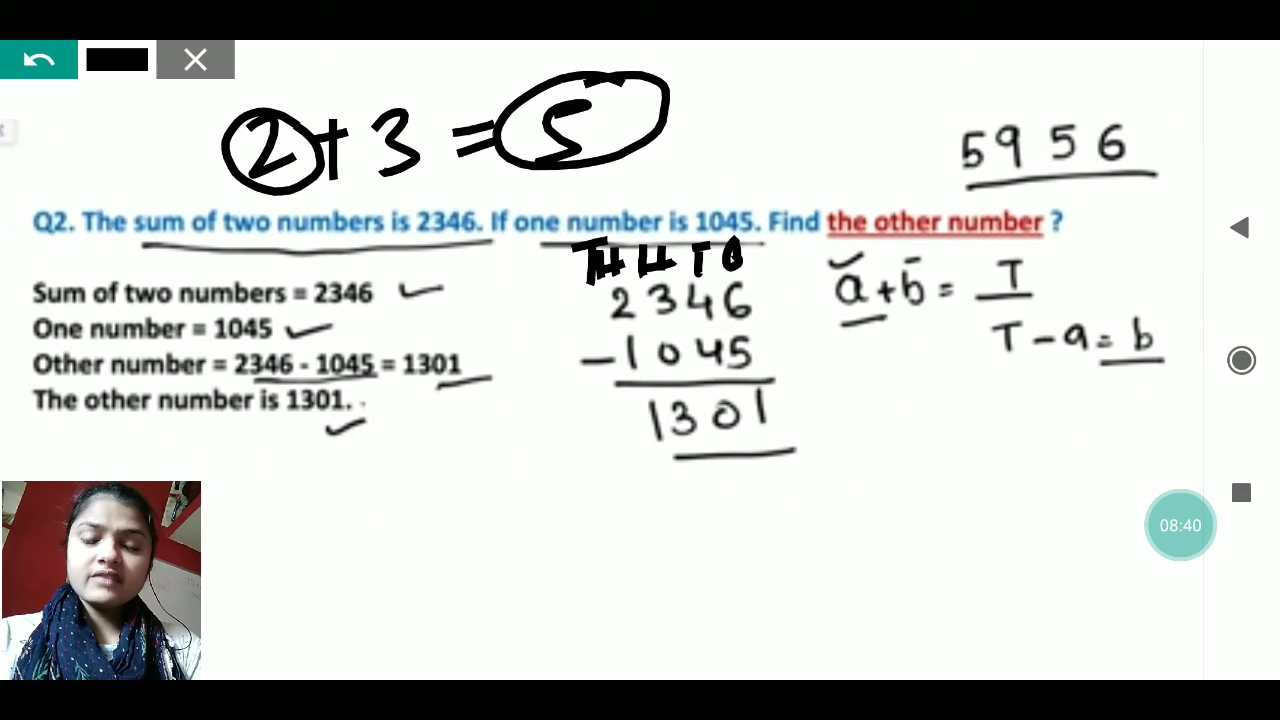 2 + 3 = 5
5956
Q2. The sum of two numbers is 2346. If one number is 1045. Find the other number ?
Sum of two numbers = 2346
One number = 1045
Other number = 2346 - 1045 = 1301
The other number is 1301.
TH H T O
2346
- 1045
1301
a + b = T
T - a = b
08:40